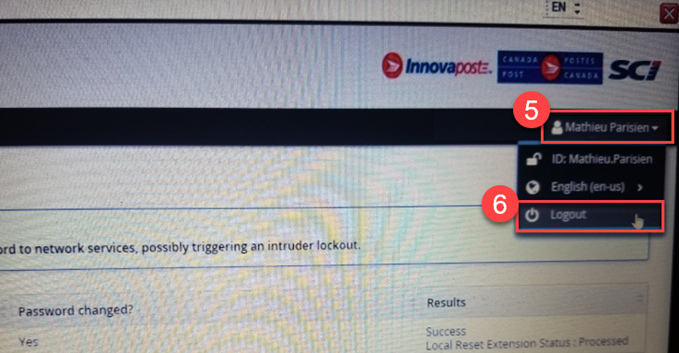 EN
Innovapost
CANADA POST
POSTES CANADA
SCI
5
Mathieu Parisien
ID: Mathieu.Parisien
English (en-us)
6
Logout
ord to network services, possibly triggering an intruder lockout.
Password changed?
Results
Yes
Success
Local Reset Extension Status : Processed